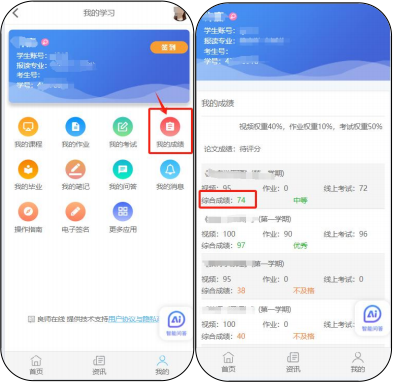 我的学习
学生账号:
报读专业:
考生号:
学号:
签到
我的课程
我的作业
我的考试
我的成绩
我的毕业
我的笔记
我的问答
我的消息
操作指南
电子签名
更多应用
Ai
智能问答
良师在线 提供技术支持用户协议与隐私
首页
资讯
我的
学生账号:
报读专业:
考生号:
学号: 4
我的成绩
视频权重40%, 作业权重10%, 考试权重50%
论文成绩: 待评分
第一学期)
视频: 95 作业: 0 线上考试: 72
综合成绩: 74 中等
(第一学期)
视频: 100 作业: 90 线上考试: 96
综合成绩: 97 优秀
(第一学期)
视频: 95 作业: 0 线上考试: 0
综合成绩: 38 不及格
(第一学期)
视频: 100 作业: 0 线上考
综合成绩: 40 不及格
Ai
智能问答
首页
资讯
我的